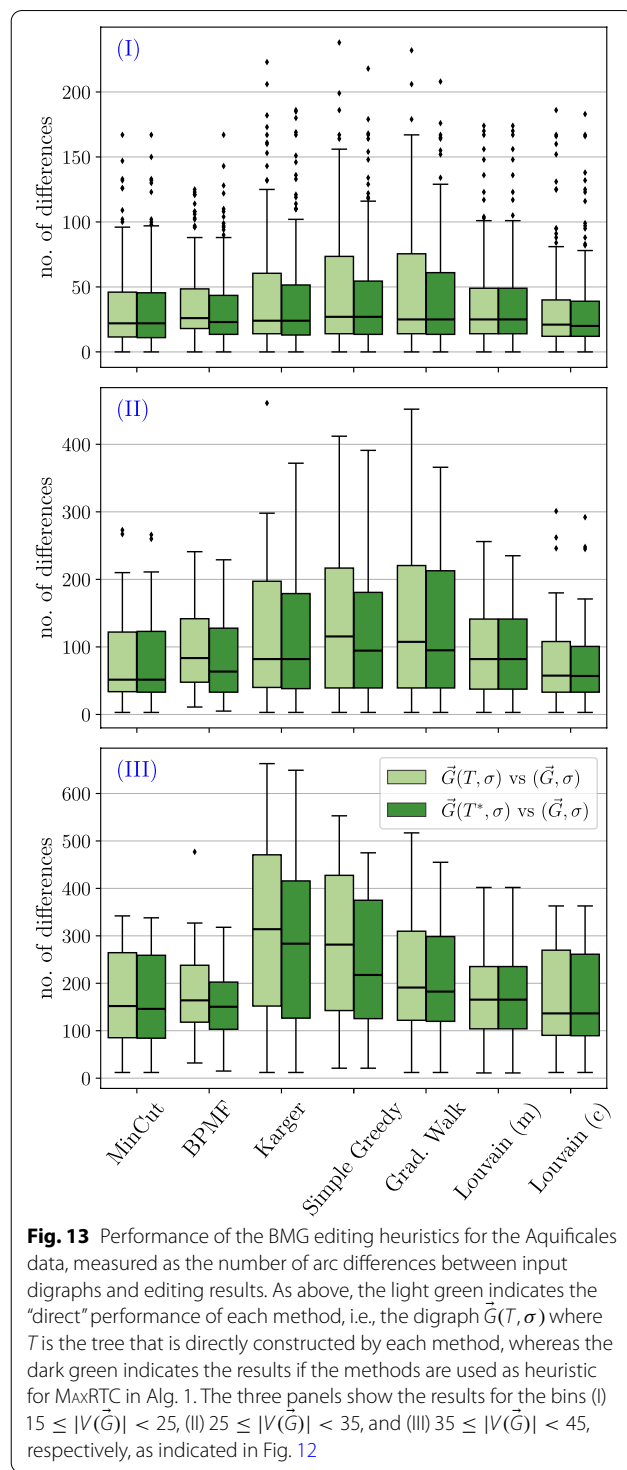 (I)
no. of differences
200
150
100
50
0
(II)
no. of differences
400
300
200
100
0
(III)
G⃗(T, σ) vs (G⃗, σ)
G⃗(T*, σ) vs (G⃗, σ)
no. of differences
600
500
400
300
200
100
0
MinCut
BPMF
Karger
Simple Greedy
Grad. Walk
Louvain (m)
Louvain (c)
Fig. 13 Performance of the BMG editing heuristics for the Aquificales
data, measured as the number of arc differences between input
digraphs and editing results. As above, the light green indicates the
"direct" performance of each method, i.e., the digraph G⃗(T, σ) where
T is the tree that is directly constructed by each method, whereas the
dark green indicates the results if the methods are used as heuristic
for MAXRTC in Alg. 1. The three panels show the results for the bins (I)
15 ≤ |V(G⃗)| < 25, (II) 25 ≤ |V(G⃗)| < 35, and (III) 35 ≤ |V(G⃗)| < 45,
respectively, as indicated in Fig. 12